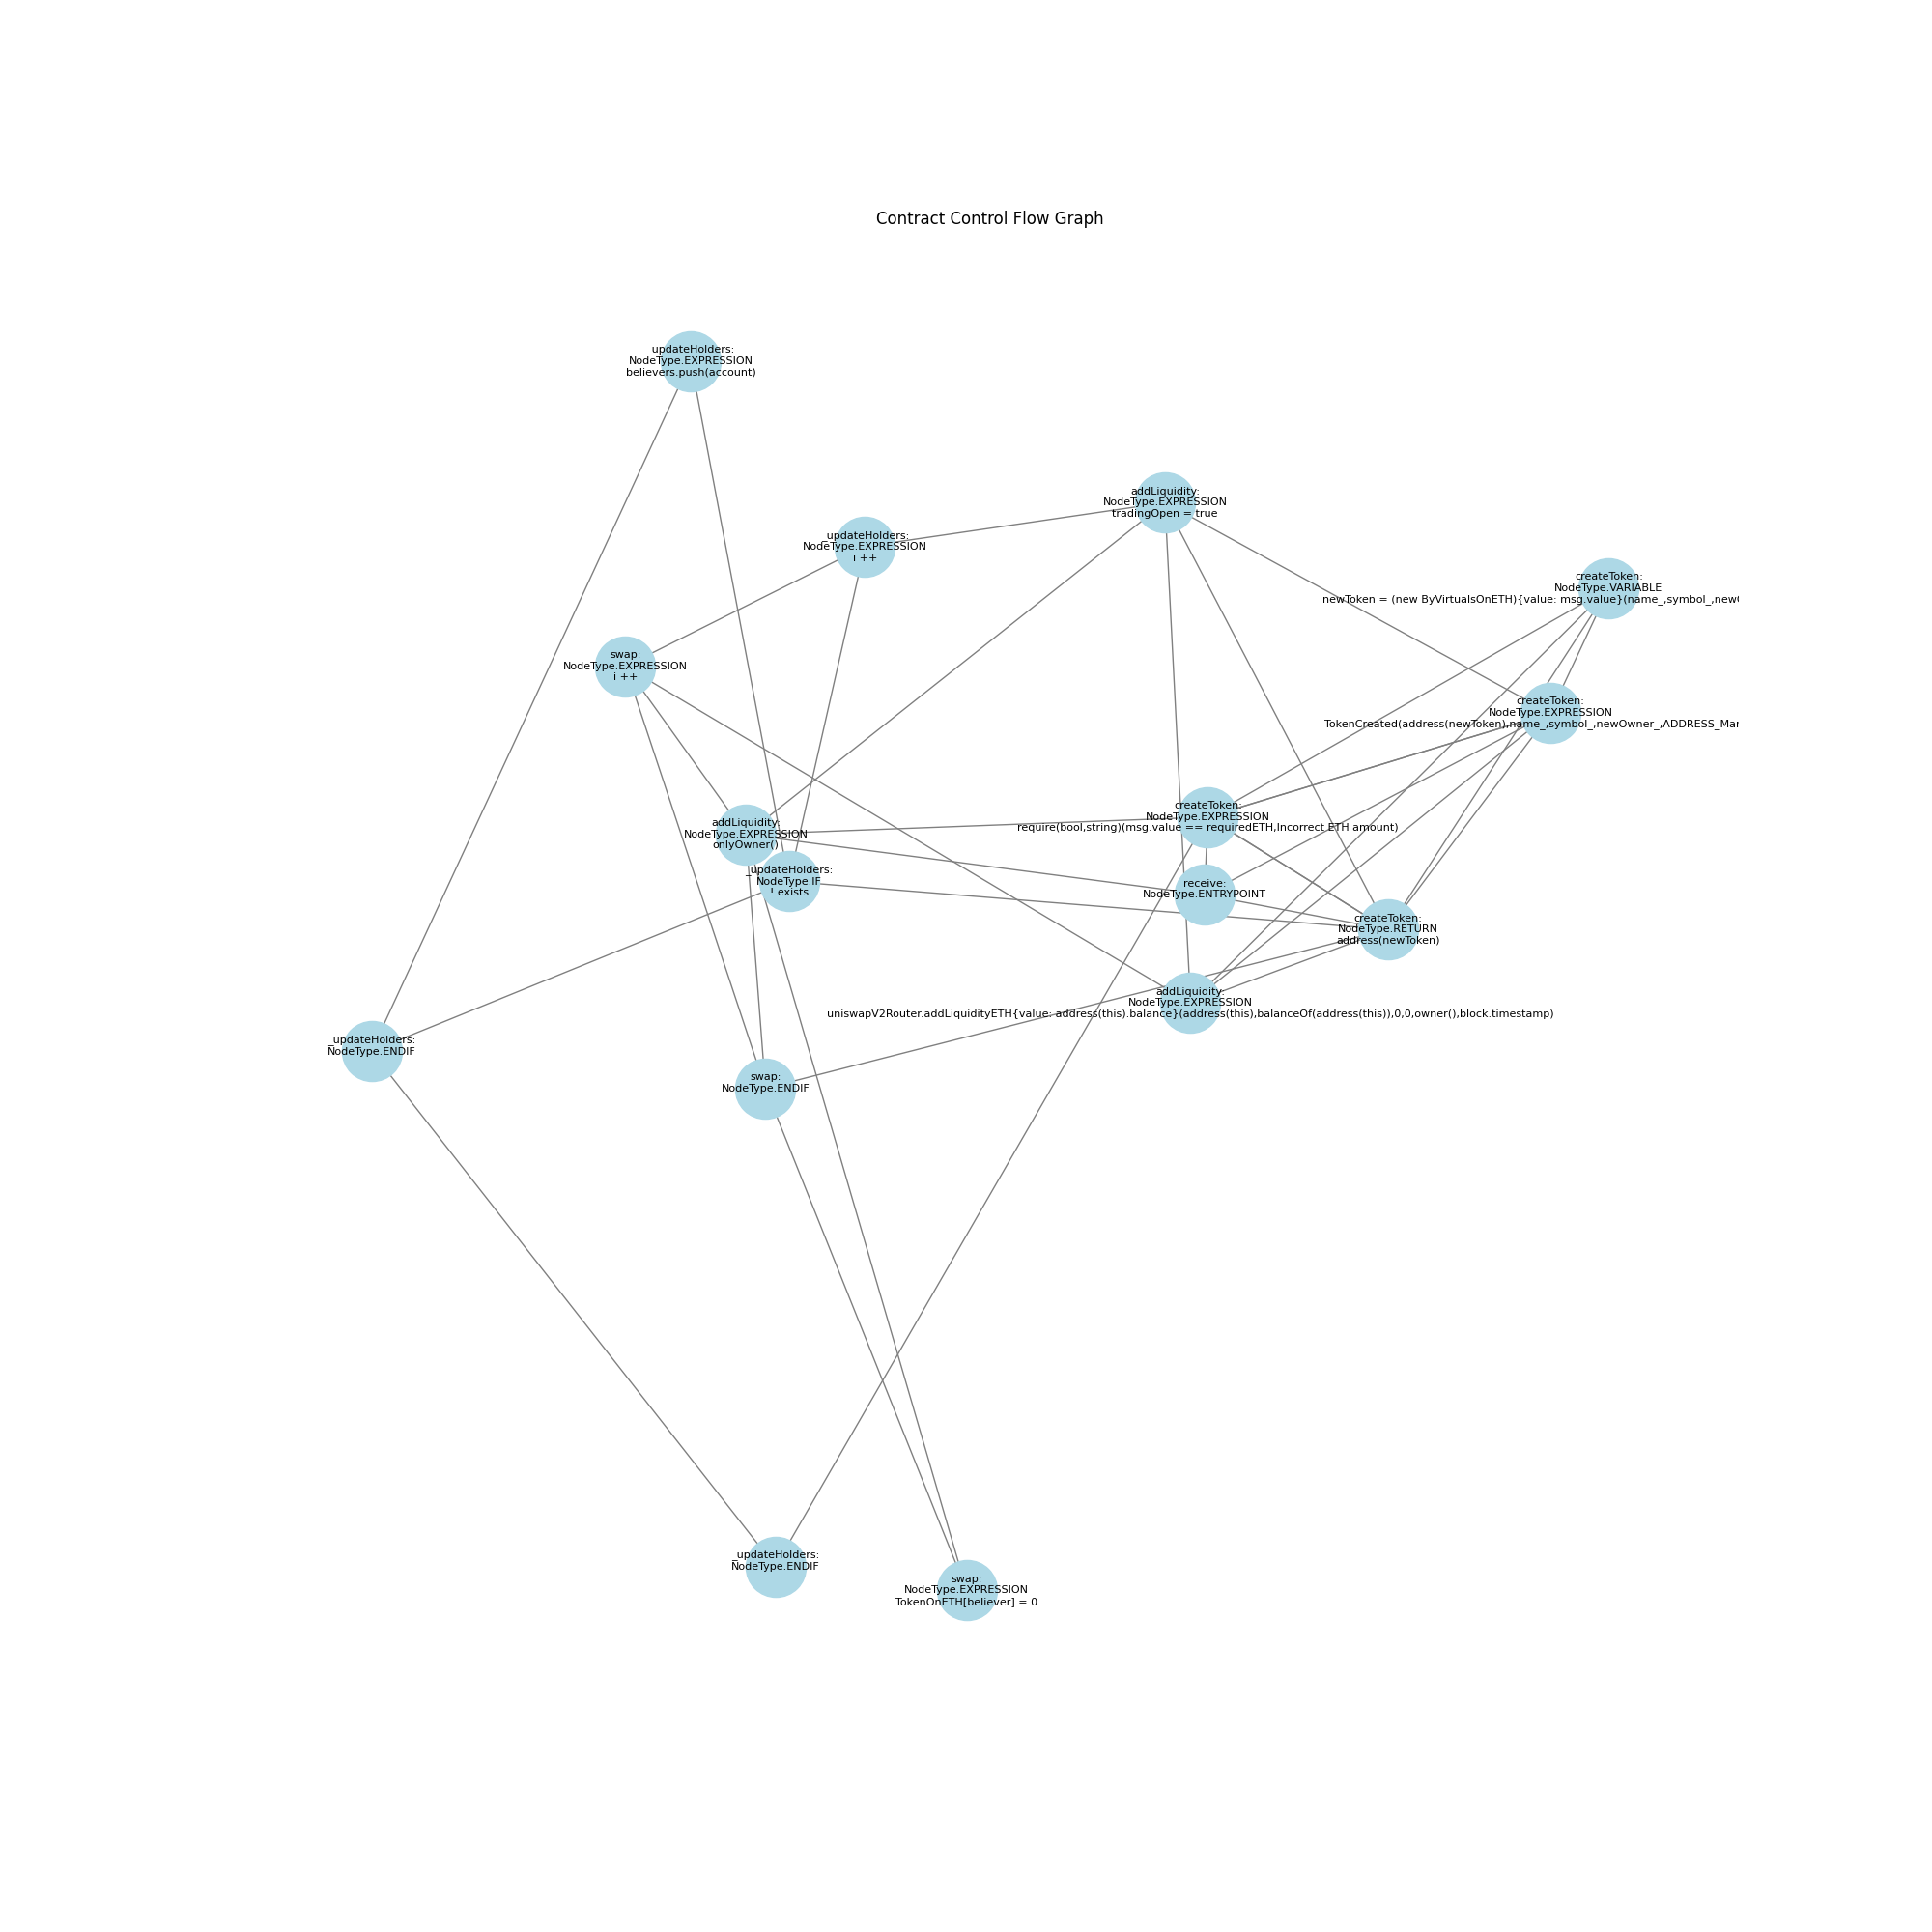 Contract Control Flow Graph
_updateHolders:
NodeType.EXPRESSION
believers.push(account)
addLiquidity:
NodeType.EXPRESSION
tradingOpen = true
_updateHolders:
NodeType.EXPRESSION
i ++
createToken:
NodeType.VARIABLE
newToken = (new ByVirtualsOnETH){value: msg.value}(name_,symbol_,new
swap:
NodeType.EXPRESSION
i ++
createToken:
NodeType.EXPRESSION
TokenCreated(address(newToken),name_,symbol_,newOwner_,ADDRESS_Mar
createToken:
NodeType.EXPRESSION
require(bool,string)(msg.value == requiredETH,Incorrect ETH amount)
addLiquidity:
NodeType.EXPRESSION
onlyOwner()
_updateHolders:
NodeType.IF
! exists
receive:
NodeType.ENTRYPOINT
createToken:
NodeType.RETURN
address(newToken)
addLiquidity:
NodeType.EXPRESSION
uniswapV2Router.addLiquidityETH{value: address(this).balance}(address(this),balanceOf(address(this)),0,0,owner(),block.timestamp)
_updateHolders:
NodeType.ENDIF
swap:
NodeType.ENDIF
_updateHolders:
NodeType.ENDIF
swap:
NodeType.EXPRESSION
TokenOnETH[believer] = 0